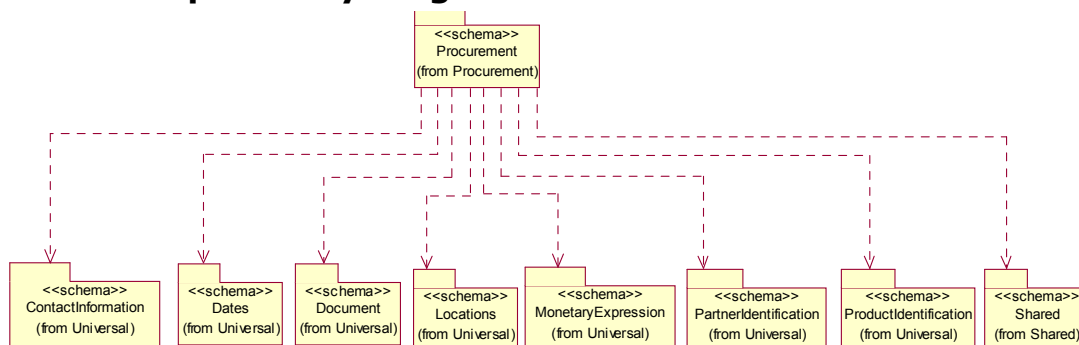 <<schema>>
Procurement
(from Procurement)
<<schema>>
ContactInformation
(from Universal)
<<schema>>
Dates
(from Universal)
<<schema>>
Document
(from Universal)
<<schema>>
Locations
(from Universal)
<<schema>>
MonetaryExpression
(from Universal)
<<schema>>
PartnerIdentification
(from Universal)
<<schema>>
ProductIdentification
(from Universal)
<<schema>>
Shared
(from Shared)